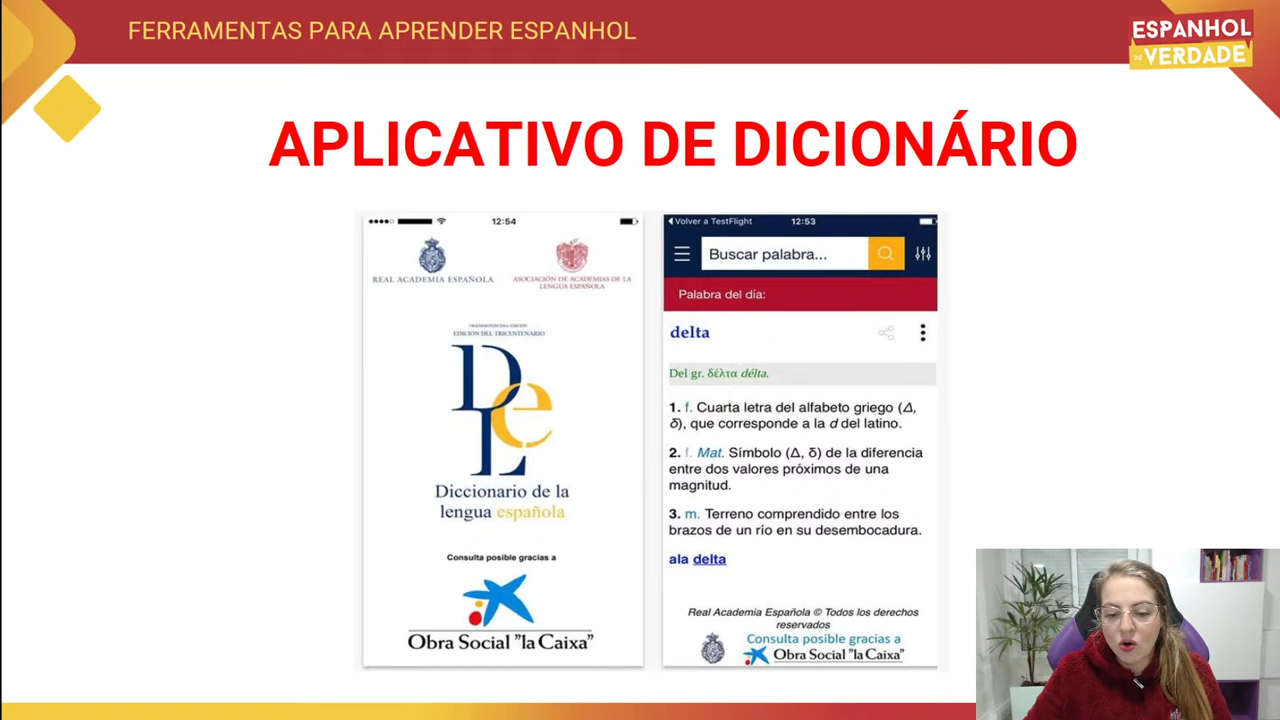 FERRAMENTAS PARA APRENDER ESPANHOL
ESPANHOL
DE VERDADE
APLICATIVO DE DICIONÁRIO
12:54
REAL ACADEMIA ESPAÑOLA
ASOCIACIÓN DE ACADEMIAS DE LA
LENGUA ESPAÑOLA
EDICIÓN DEL TRICENTENARIO
DLe
Diccionario de la
lengua española
Consulta posible gracias a
Obra Social "la Caixa"
Volver a TestFlight
12:53
Buscar palabra...
Palabra del día:
delta
Del gr. δέλτα délta.
1. f. Cuarta letra del alfabeto griego (Δ,
δ), que corresponde a la d del latino.
2. f. Mat. Símbolo (Δ, δ) de la diferencia
entre dos valores próximos de una
magnitud.
3. m. Terreno comprendido entre los
brazos de un río en su desembocadura.
ala delta
Real Academia Española © Todos los derechos
reservados
Consulta posible gracias a
Obra Social "la Caixa"